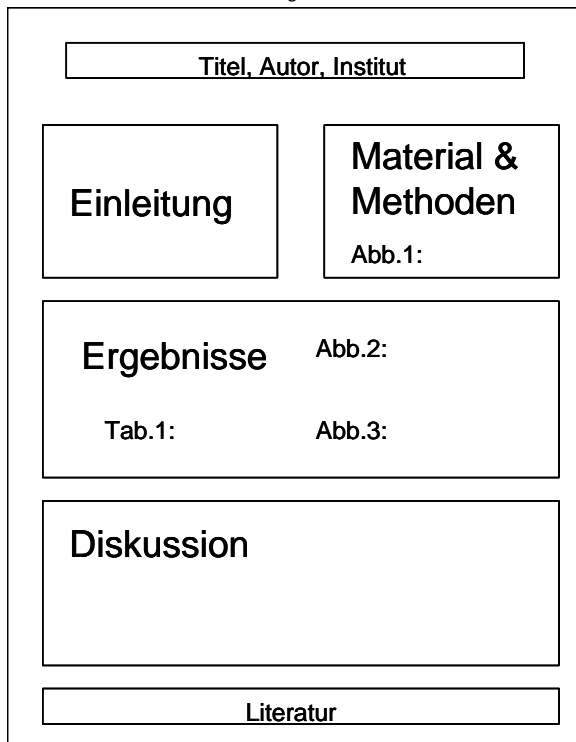 Titel, Autor, Institut
Einleitung
Material &
Methoden
Abb.1:
Ergebnisse
Abb.2:
Tab.1:
Abb.3:
Diskussion
Literatur